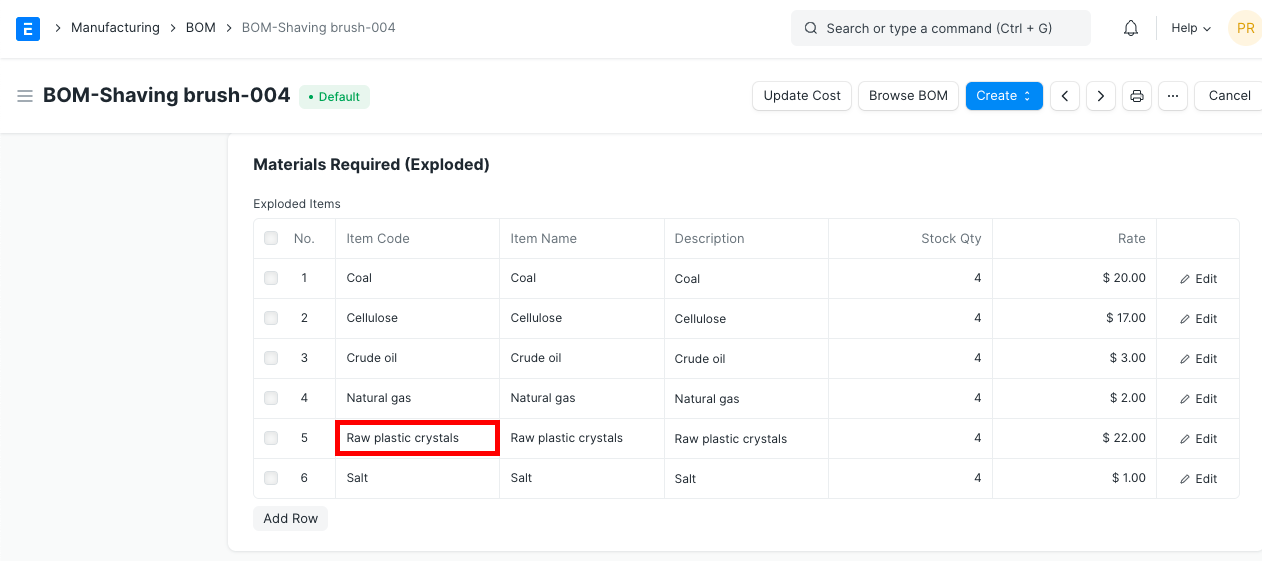 E > Manufacturing > BOM > BOM-Shaving brush-004 Search or type a command (Ctrl + G) Help PR
BOM-Shaving brush-004 • Default Update Cost Browse BOM Create ... Cancel
Materials Required (Exploded)
Exploded Items
No. Item Code Item Name Description Stock Qty Rate
1 Coal Coal Coal 4 $ 20.00 Edit
2 Cellulose Cellulose Cellulose 4 $ 17.00 Edit
3 Crude oil Crude oil Crude oil 4 $ 3.00 Edit
4 Natural gas Natural gas Natural gas 4 $ 2.00 Edit
5 Raw plastic crystals Raw plastic crystals Raw plastic crystals 4 $ 22.00 Edit
6 Salt Salt Salt 4 $ 1.00 Edit
Add Row